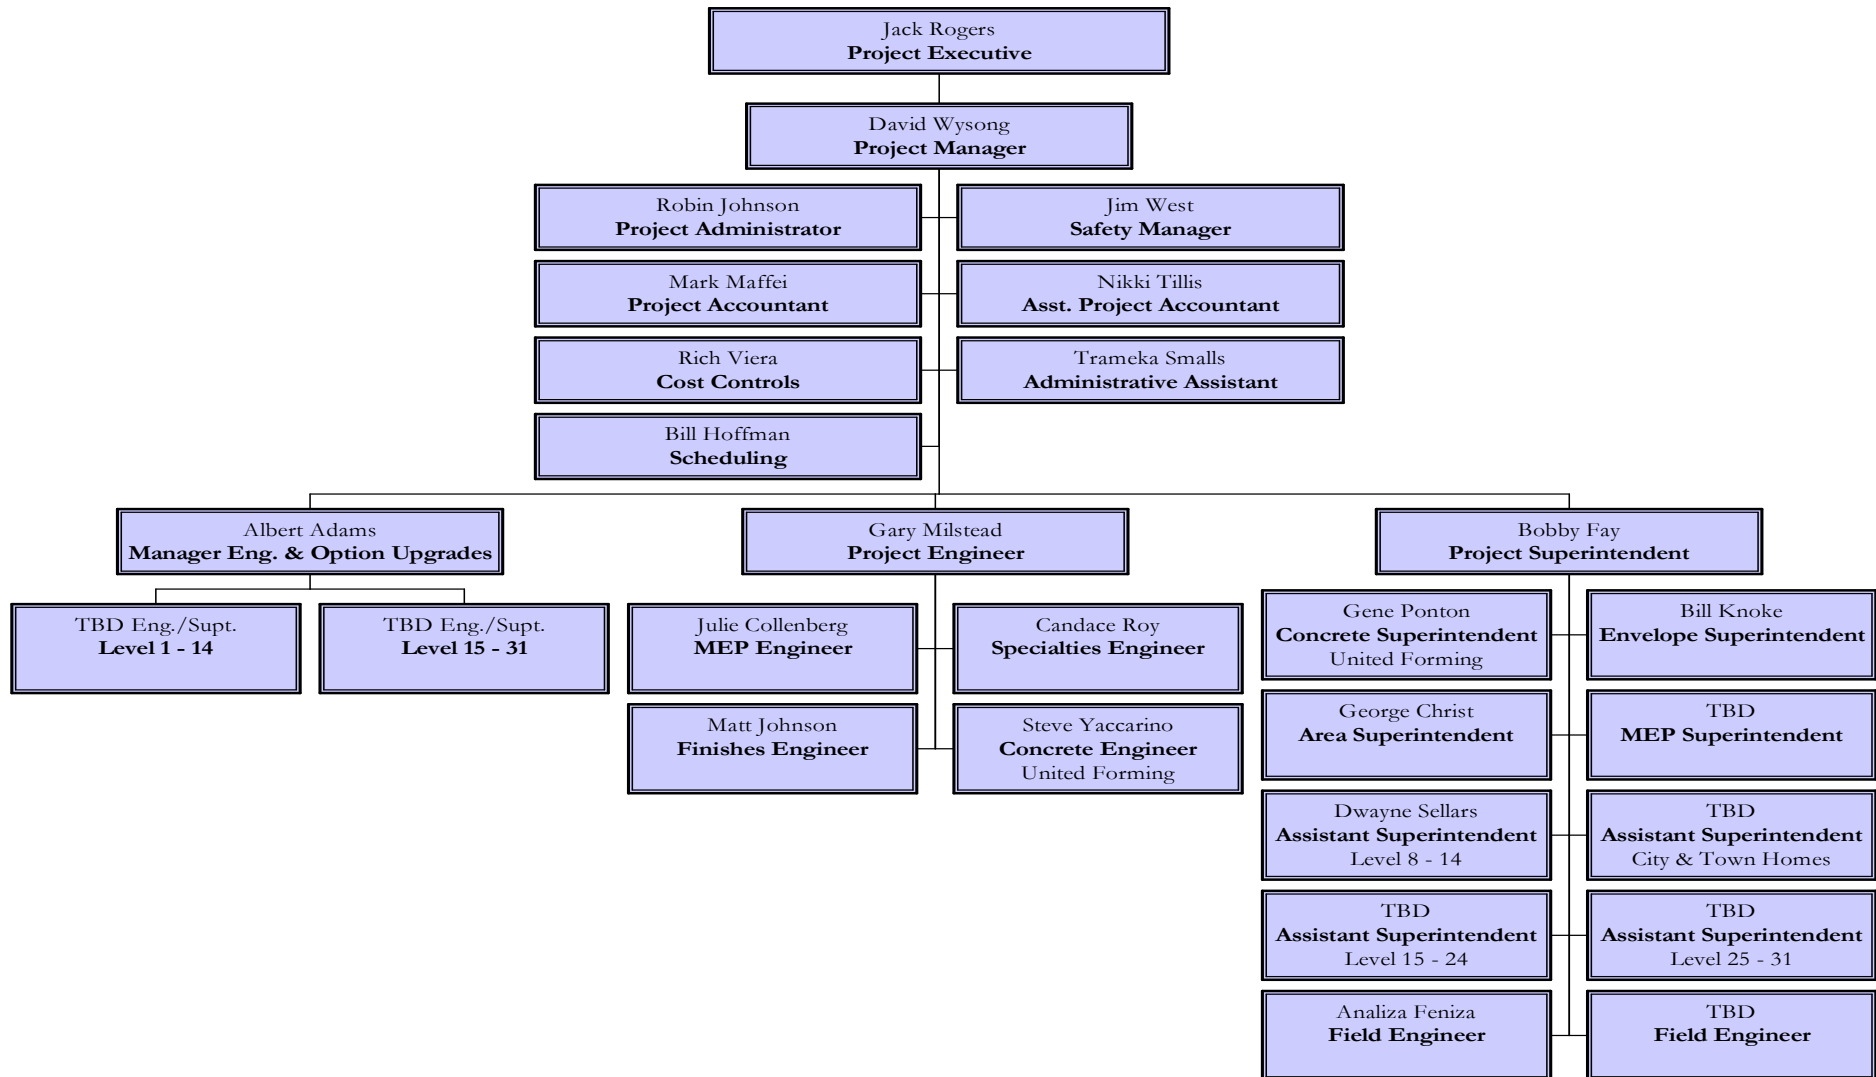 Jack Rogers
Project Executive
David Wysong
Project Manager
Robin Johnson
Project Administrator
Jim West
Safety Manager
Mark Maffei
Project Accountant
Nikki Tillis
Asst. Project Accountant
Rich Viera
Cost Controls
Trameka Smalls
Administrative Assistant
Bill Hoffman
Scheduling
Albert Adams
Manager Eng. & Option Upgrades
Gary Milstead
Project Engineer
Bobby Fay
Project Superintendent
TBD Eng./Supt.
Level 1 - 14
TBD Eng./Supt.
Level 15 - 31
Julie Collenberg
MEP Engineer
Candace Roy
Specialties Engineer
Matt Johnson
Finishes Engineer
Steve Yaccarino
Concrete Engineer
United Forming
Gene Ponton
Concrete Superintendent
United Forming
Bill Knoke
Envelope Superintendent
George Christ
Area Superintendent
TBD
MEP Superintendent
Dwayne Sellars
Assistant Superintendent
Level 8 - 14
TBD
Assistant Superintendent
City & Town Homes
TBD
Assistant Superintendent
Level 15 - 24
TBD
Assistant Superintendent
Level 25 - 31
Analiza Feniza
Field Engineer
TBD
Field Engineer